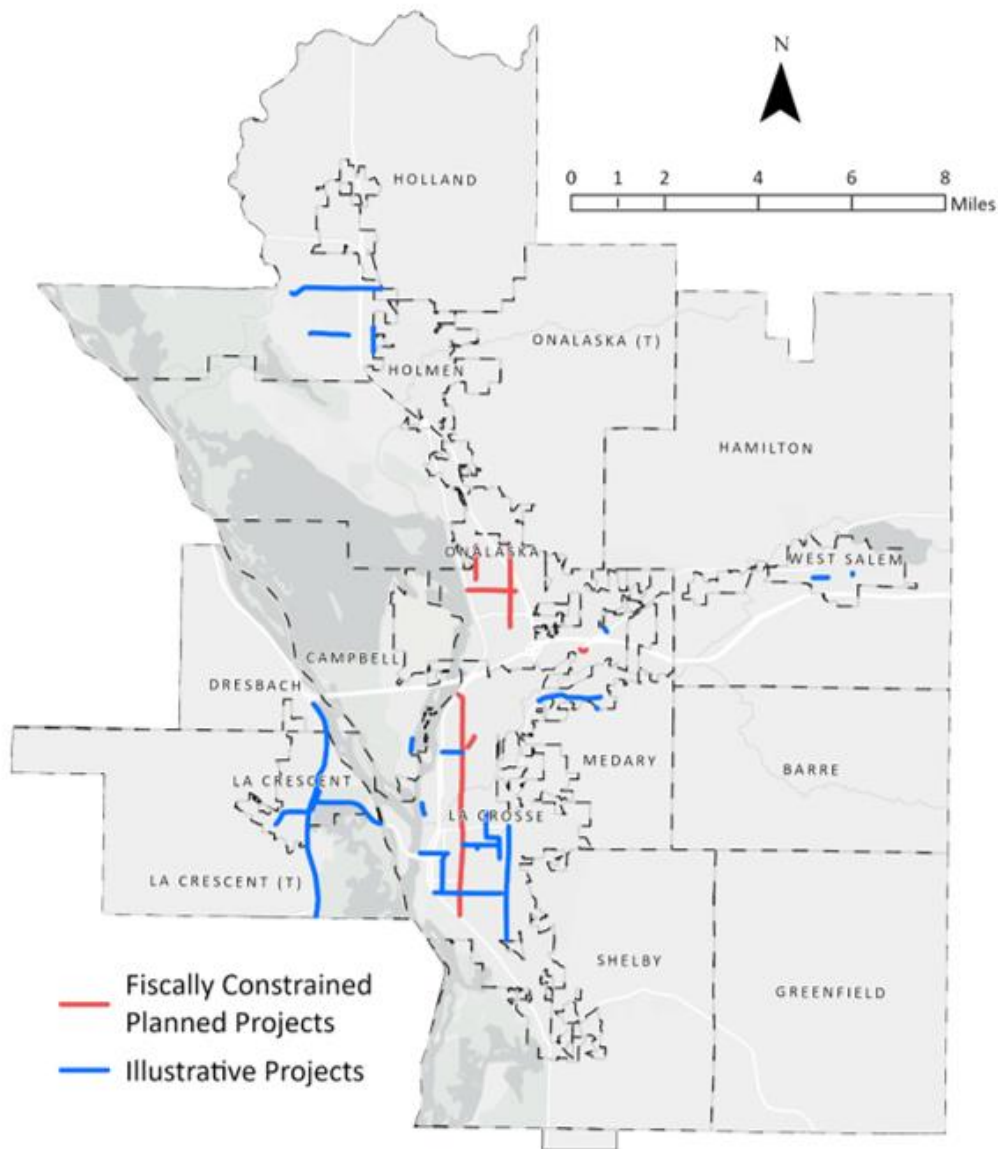 N
0 1 2 4 6 8
Miles
HOLLAND
ONALASKA (T)
HOLMEN
HAMILTON
ONALASKA
WEST SALEM
CAMPBELL
DRESBACH
MEDARY
BARRE
LA CRESCENT
LA CROSSE
LA CRESCENT (T)
SHELBY
GREENFIELD
Fiscally Constrained
Planned Projects
Illustrative Projects